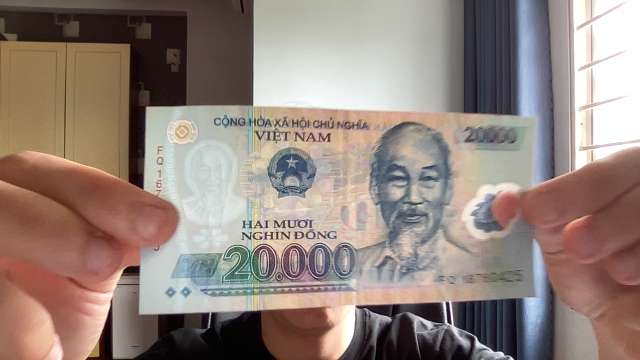 CỘNG HÒA XÃ HỘI CHỦ NGHĨA
VIỆT NAM
20000
HAI MƯƠI
NGHÌN ĐỒNG
20.000